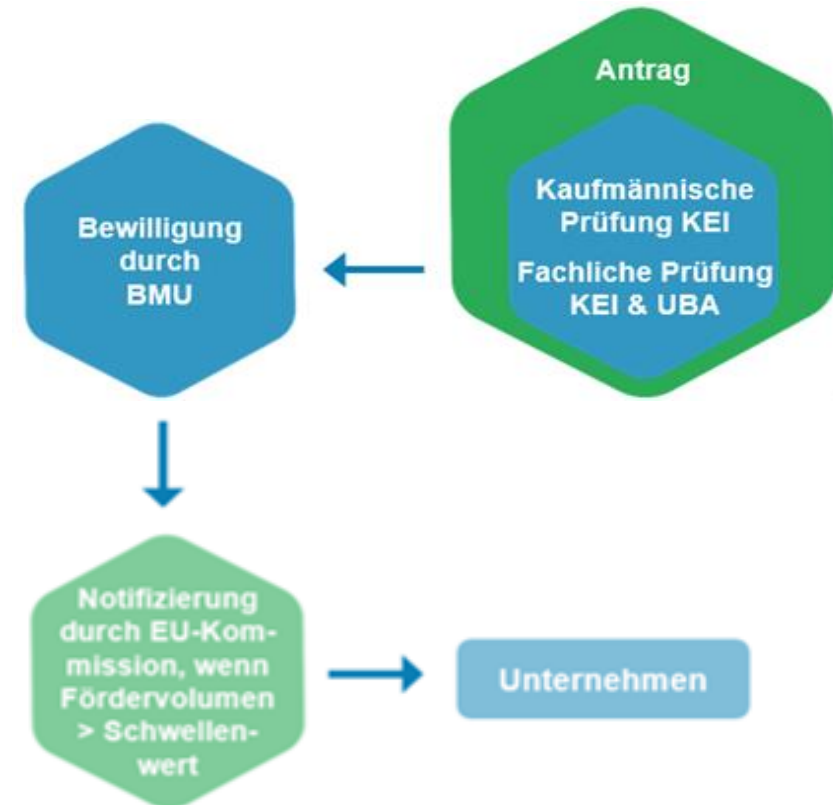 Antrag
Kaufmännische
Prüfung KEI
Fachliche Prüfung
KEI & UBA
Bewilligung
durch
BMU
Notifizierung
durch EU-Kom-
mission, wenn
Fördervolumen
> Schwellen-
wert
Unternehmen